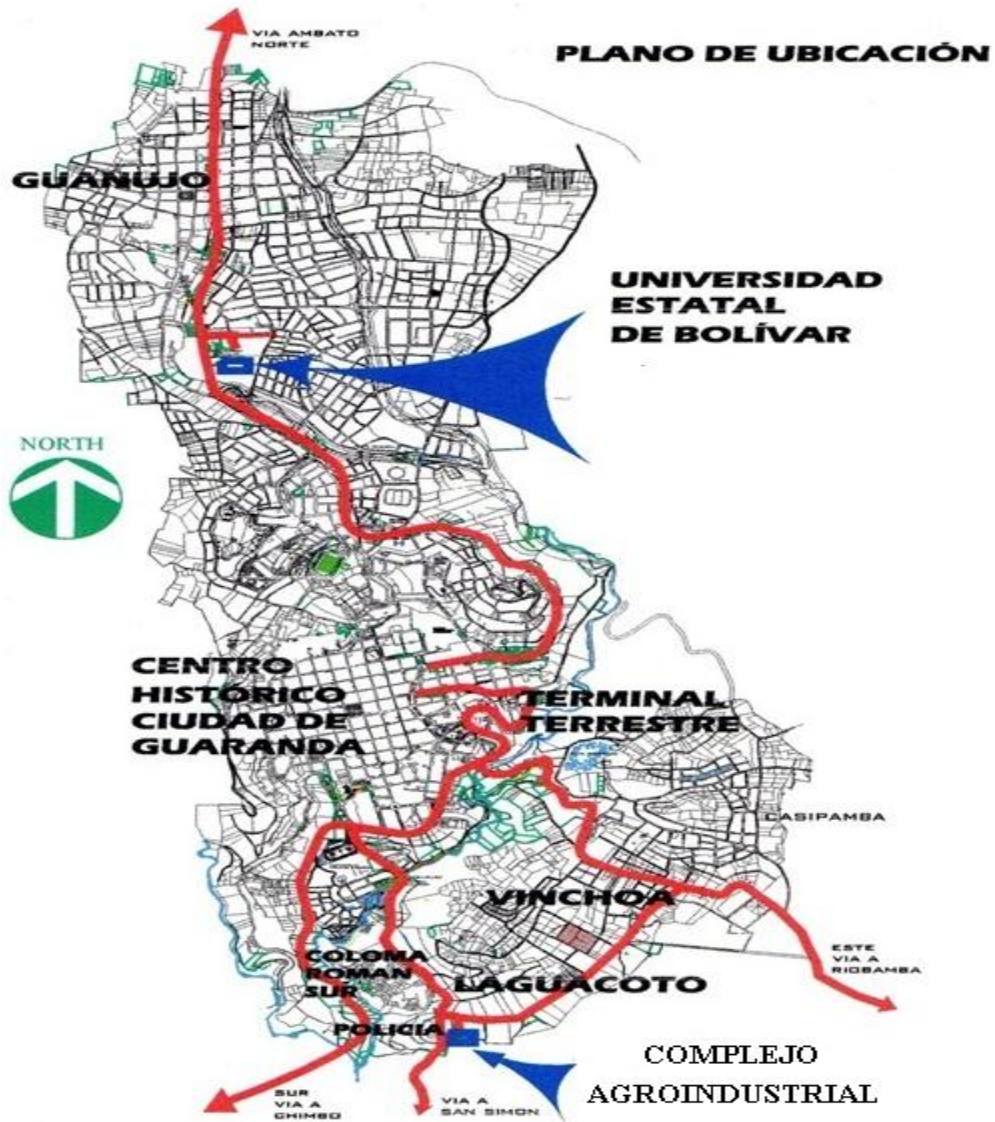 VIA AMBATO
NORTE
PLANO DE UBICACIÓN
GUANUJO
UNIVERSIDAD
ESTATAL
DE BOLÍVAR
NORTH
CENTRO
HISTÓRICO
CIUDAD DE
GUARANDA
TERMINAL
TERRESTRE
CASIPAMBA
VINCHOA
ESTE
VIA A
RIOBAMBA
COLOMA
ROMAN
SUR
LAGUACOTO
POLICIA
COMPLEJO
AGROINDUSTRIAL
SUR
VIA A
CHIMBO
VIA A
SAN SIMON